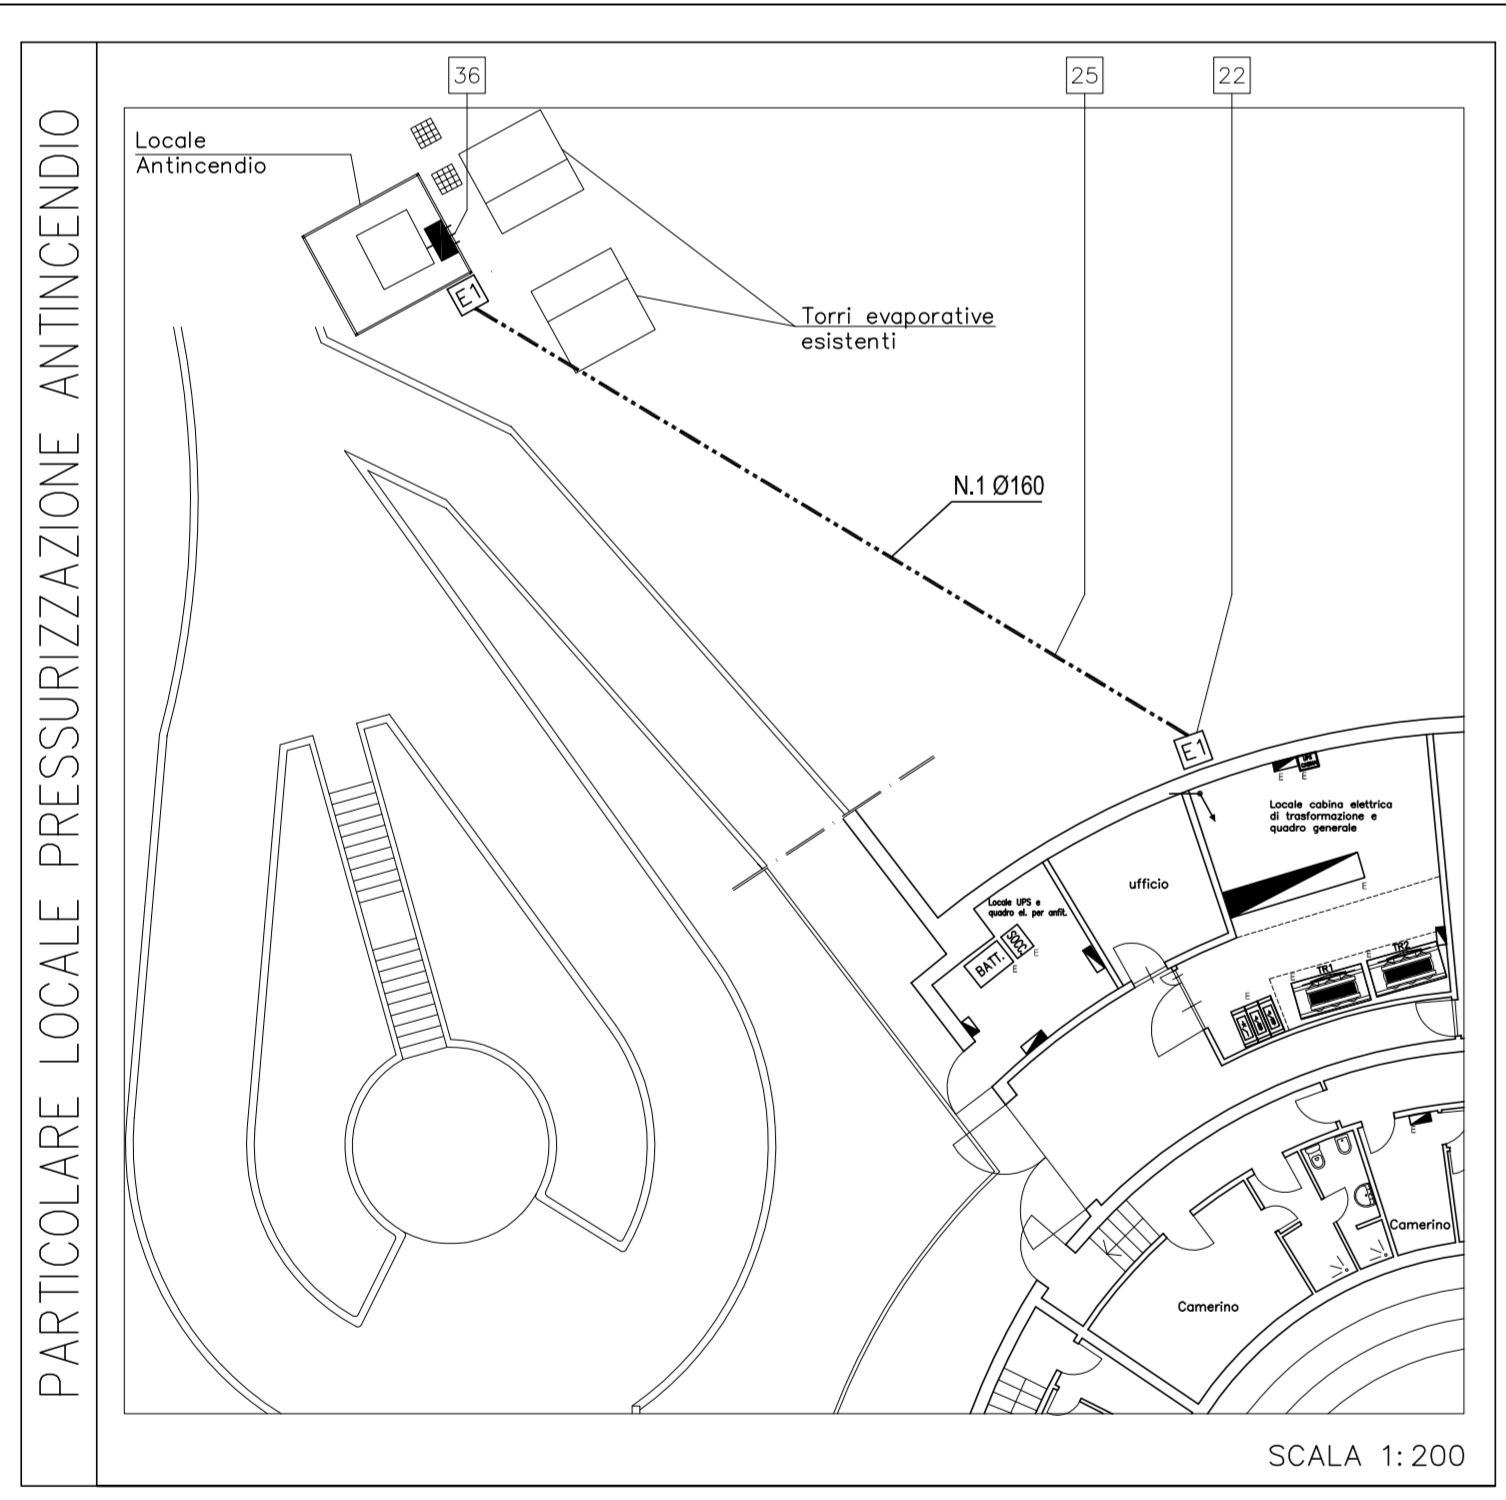 PARTICOLARE LOCALE PRESSURIZZAZIONE ANTINCENDIO
36
25
22
Locale
Antincendio
E1
Torri evaporative
esistenti
N.1 Ø160
E1
E
E
Locale cabina elettrica
di trasformazione e
quadro generale
E
ufficio
Locale UPS e
quadro el. per anfit.
SOCC.
BATT.
E
E
TR1
TR2
E
E
E
E
Camerino
Camerino
SCALA 1:200